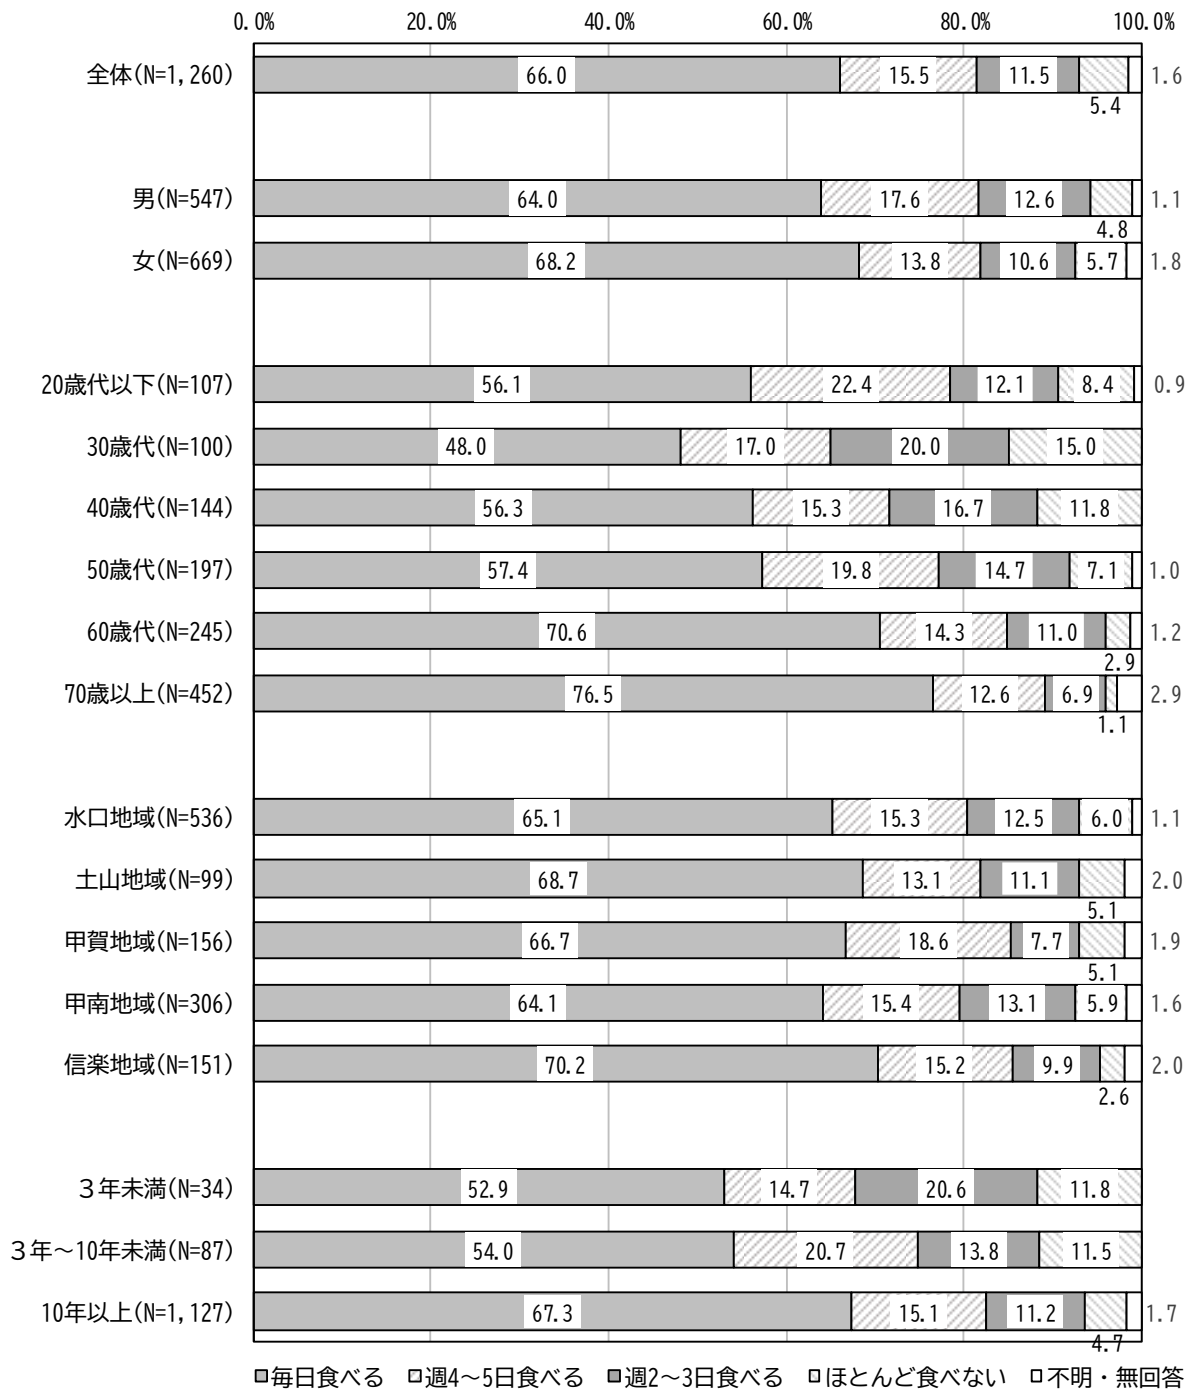 0.0% 20.0% 40.0% 60.0% 80.0% 100.0%
全体(N=1,260) 66.0 15.5 11.5 1.6
5.4
男(N=547) 64.0 17.6 12.6 1.1
4.8
女(N=669) 68.2 13.8 10.6 5.7 1.8
20歳代以下(N=107) 56.1 22.4 12.1 8.4 0.9
30歳代(N=100) 48.0 17.0 20.0 15.0
40歳代(N=144) 56.3 15.3 16.7 11.8
50歳代(N=197) 57.4 19.8 14.7 7.1 1.0
60歳代(N=245) 70.6 14.3 11.0 1.2
2.9
70歳以上(N=452) 76.5 12.6 6.9 2.9
1.1
水口地域(N=536) 65.1 15.3 12.5 6.0 1.1
土山地域(N=99) 68.7 13.1 11.1 2.0
5.1
甲賀地域(N=156) 66.7 18.6 7.7 1.9
5.1
甲南地域(N=306) 64.1 15.4 13.1 5.9 1.6
信楽地域(N=151) 70.2 15.2 9.9 2.0
2.6
３年未満(N=34) 52.9 14.7 20.6 11.8
３年～10年未満(N=87) 54.0 20.7 13.8 11.5
10年以上(N=1,127) 67.3 15.1 11.2 1.7
4.7
毎日食べる 週4～5日食べる 週2～3日食べる ほとんど食べない 不明・無回答